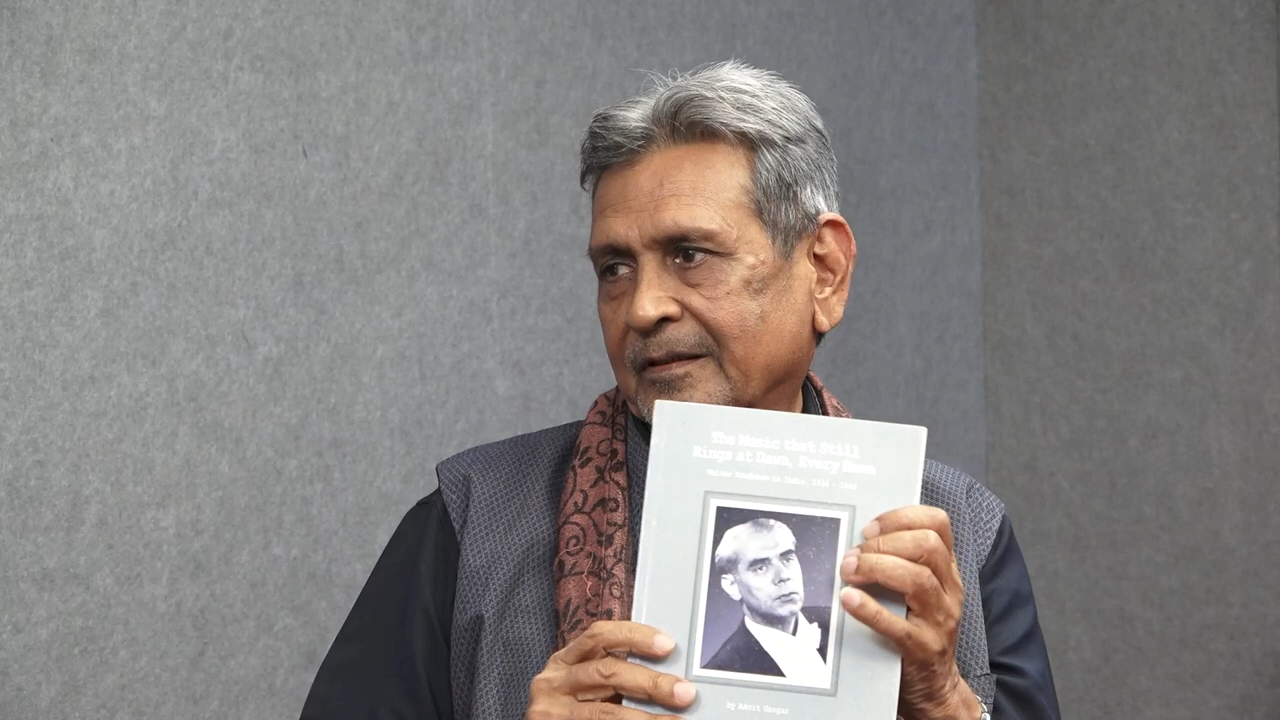 The Music that Still
Rings at Dawn, Every Dawn
Walter Kaufmann in India, 1934 - 1946
by Amrit Gangar